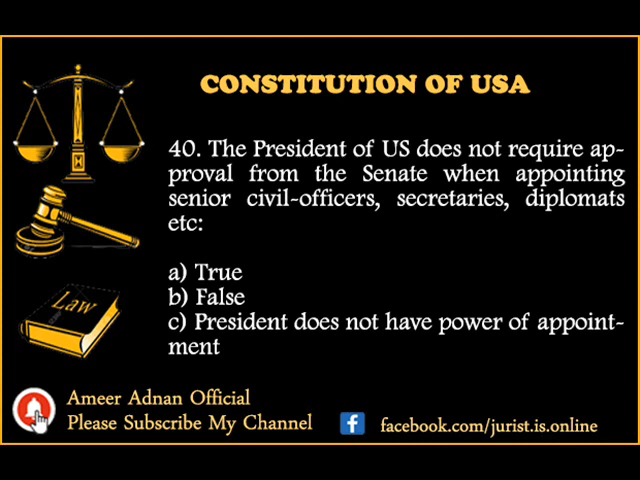 CONSTITUTION OF USA
40. The President of US does not require ap-
proval from the Senate when appointing
senior civil-officers, secretaries, diplomats
etc:
a) True
b) False
c) President does not have power of appoint-
ment
Law
Ameer Adnan Official
Please Subscribe My Channel
facebook.com/jurist.is.online